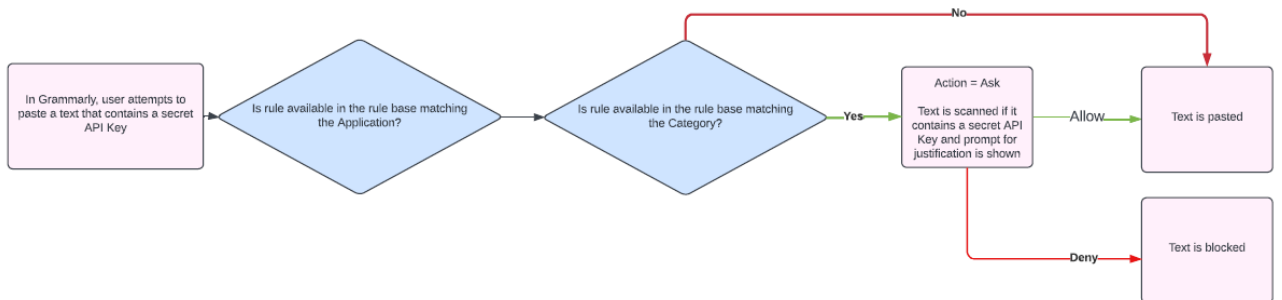 No
In Grammarly, user attempts to
paste a text that contains a secret
API Key
Is rule available in the rule base matching
the Application?
Is rule available in the rule base matching
the Category?
Yes
Action = Ask
Text is scanned if it
contains a secret API
Key and prompt for
justification is shown
Allow
Text is pasted
Deny
Text is blocked